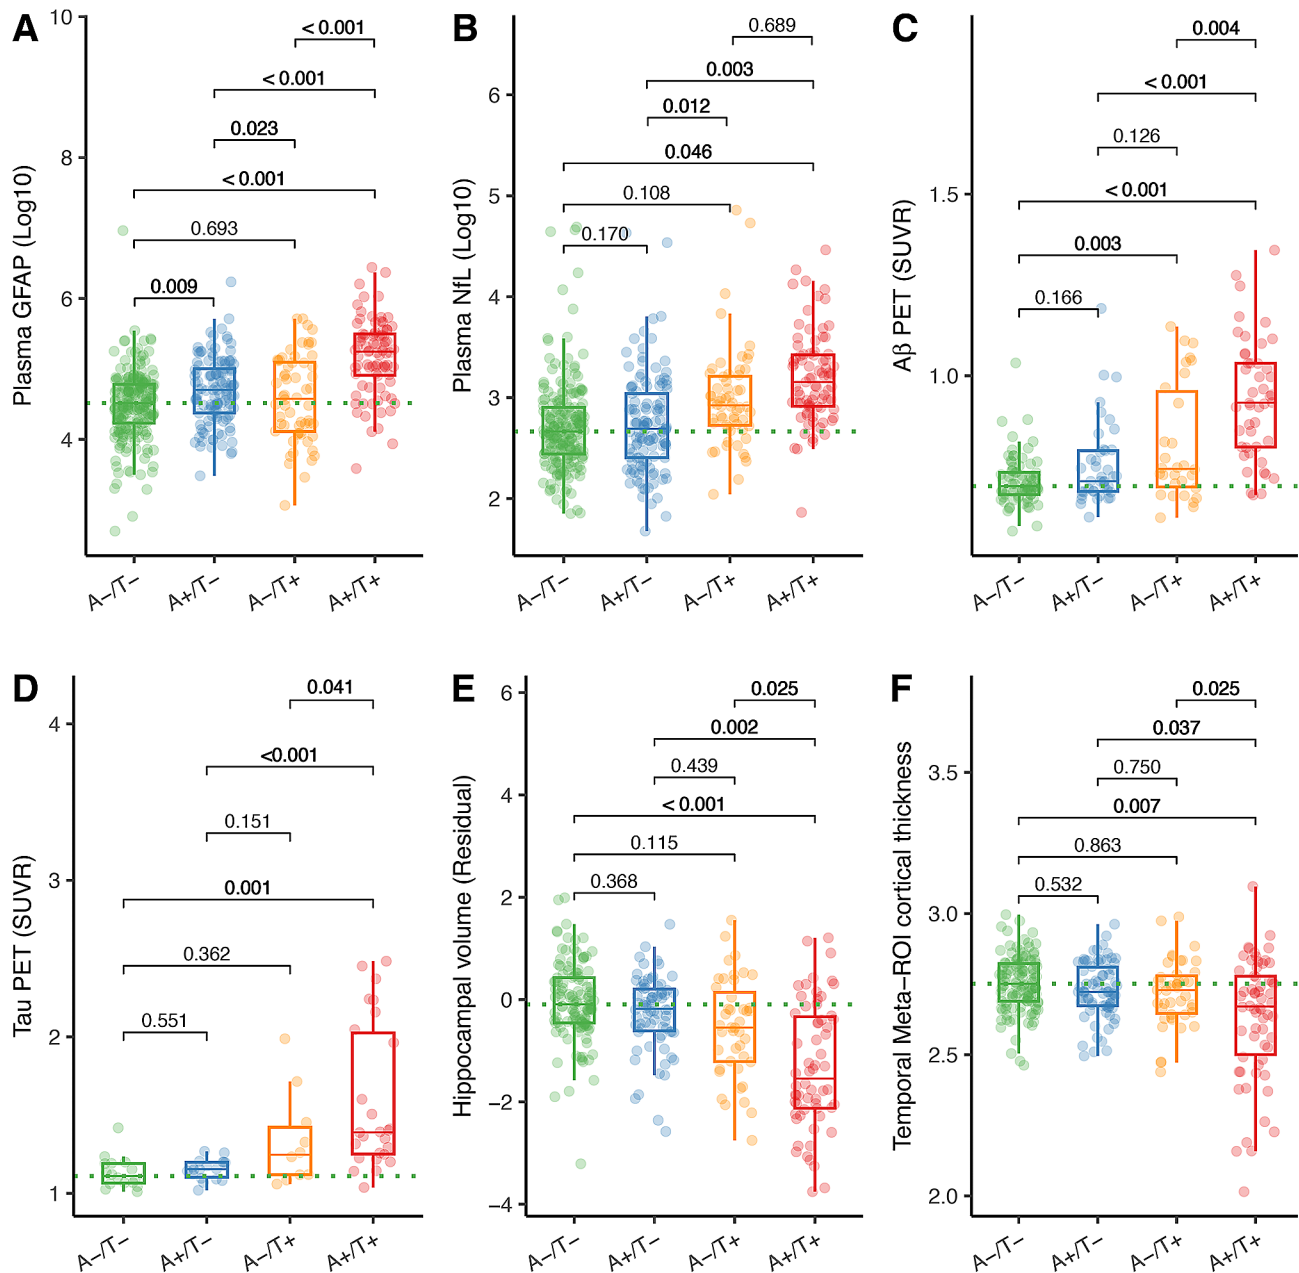 A
Plasma GFAP (Log10)
10
8
6
4
< 0.001
< 0.001
0.023
< 0.001
0.693
0.009
A−/T−
A+/T−
A−/T+
A+/T+
B
Plasma NfL (Log10)
6
5
4
3
2
0.689
0.003
0.012
0.046
0.108
0.170
A−/T−
A+/T−
A−/T+
A+/T+
C
Aβ PET (SUVR)
1.5
1.0
0.004
< 0.001
0.126
< 0.001
0.003
0.166
A−/T−
A+/T−
A−/T+
A+/T+
D
Tau PET (SUVR)
4
3
2
1
0.041
<0.001
0.151
0.001
0.362
0.551
A−/T−
A+/T−
A−/T+
A+/T+
E
Hippocampal volume (Residual)
6
4
2
0
−2
−4
0.025
0.002
0.439
< 0.001
0.115
0.368
A−/T−
A+/T−
A−/T+
A+/T+
F
Temporal Meta−ROI cortical thickness
3.5
3.0
2.5
2.0
0.025
0.037
0.750
0.007
0.863
0.532
A−/T−
A+/T−
A−/T+
A+/T+